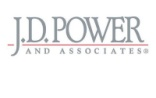 J.D. POWER
AND ASSOCIATES®